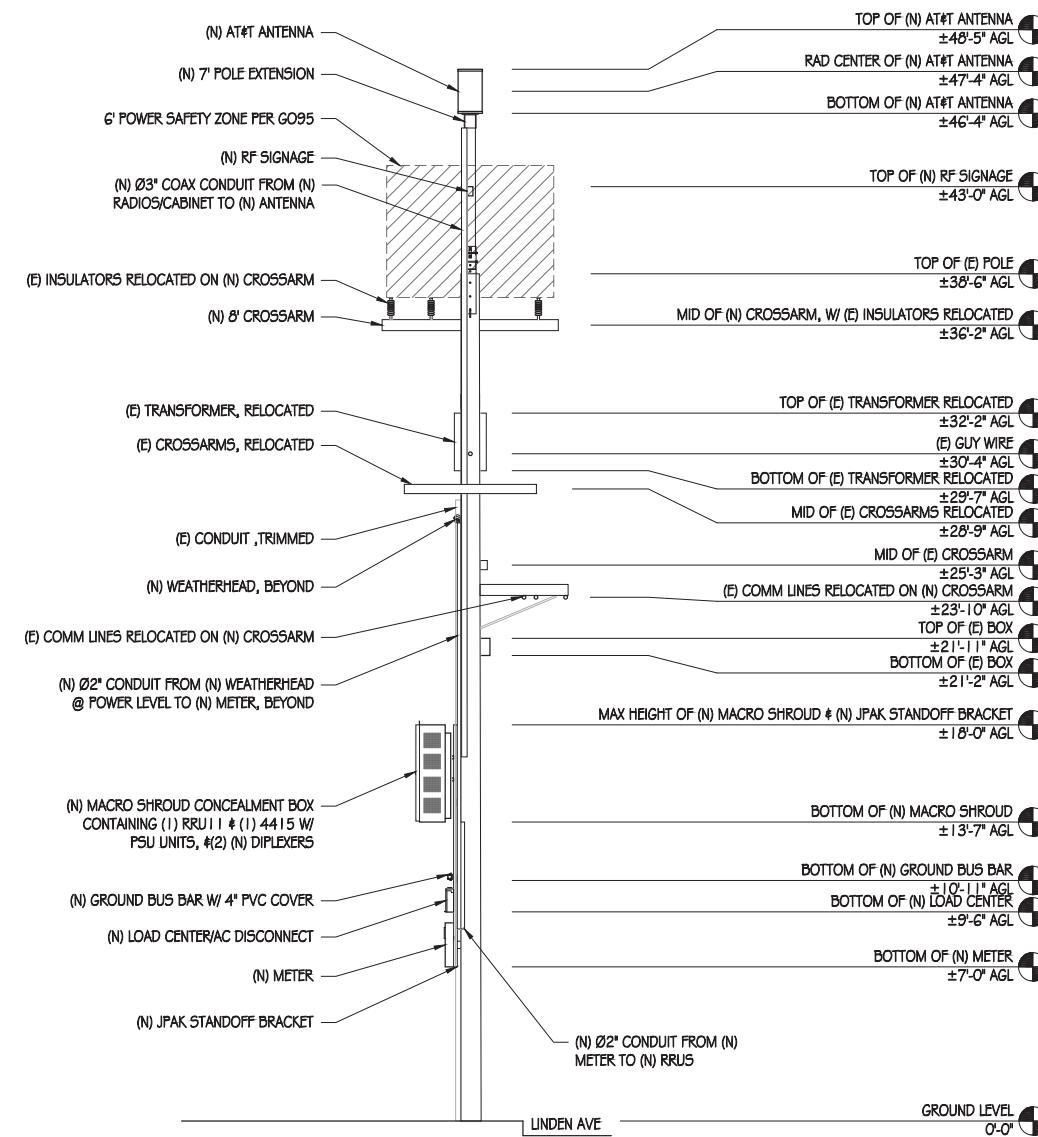 (N) AT&T ANTENNA
(N) 7' POLE EXTENSION
6' POWER SAFETY ZONE PER GO95
(N) RF SIGNAGE
(N) Ø3" COAX CONDUIT FROM (N)
RADIOS/CABINET TO (N) ANTENNA
(E) INSULATORS RELOCATED ON (N) CROSSARM
(N) 8' CROSSARM
(E) TRANSFORMER, RELOCATED
(E) CROSSARMS, RELOCATED
(E) CONDUIT ,TRIMMED
(N) WEATHERHEAD, BEYOND
(E) COMM LINES RELOCATED ON (N) CROSSARM
(N) Ø2" CONDUIT FROM (N) WEATHERHEAD
@ POWER LEVEL TO (N) METER, BEYOND
(N) MACRO SHROUD CONCEALMENT BOX
CONTAINING (1) RRU11 & (1) 4415 W/
PSU UNITS, &(2) (N) DIPLEXERS
(N) GROUND BUS BAR W/ 4" PVC COVER
(N) LOAD CENTER/AC DISCONNECT
(N) METER
(N) JPAK STANDOFF BRACKET
TOP OF (N) AT&T ANTENNA
±48'-5" AGL
RAD CENTER OF (N) AT&T ANTENNA
±47'-4" AGL
BOTTOM OF (N) AT&T ANTENNA
±46'-4" AGL
TOP OF (N) RF SIGNAGE
±43'-0" AGL
TOP OF (E) POLE
±38'-6" AGL
MID OF (N) CROSSARM, W/ (E) INSULATORS RELOCATED
±36'-2" AGL
TOP OF (E) TRANSFORMER RELOCATED
±32'-2" AGL
(E) GUY WIRE
±30'-4" AGL
BOTTOM OF (E) TRANSFORMER RELOCATED
±29'-7" AGL
MID OF (E) CROSSARMS RELOCATED
±28'-9" AGL
MID OF (E) CROSSARM
±25'-3" AGL
(E) COMM LINES RELOCATED ON (N) CROSSARM
±23'-10" AGL
TOP OF (E) BOX
±21'-11" AGL
BOTTOM OF (E) BOX
±21'-2" AGL
MAX HEIGHT OF (N) MACRO SHROUD & (N) JPAK STANDOFF BRACKET
±18'-0" AGL
BOTTOM OF (N) MACRO SHROUD
±13'-7" AGL
BOTTOM OF (N) GROUND BUS BAR
±10'-11" AGL
BOTTOM OF (N) LOAD CENTER
±9'-6" AGL
BOTTOM OF (N) METER
±7'-0" AGL
(N) Ø2" CONDUIT FROM (N)
METER TO (N) RRUS
LINDEN AVE
GROUND LEVEL
0'-0"